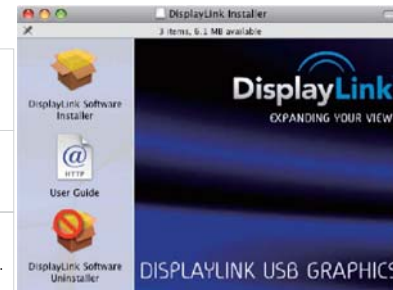 DisplayLink Installer
3 items, 6.1 MB available
DisplayLink
EXPANDING YOUR VIEW
DisplayLink Software
Installer
HTTP
User Guide
DisplayLink Software
Uninstaller
DISPLAYLINK USB GRAPHICS